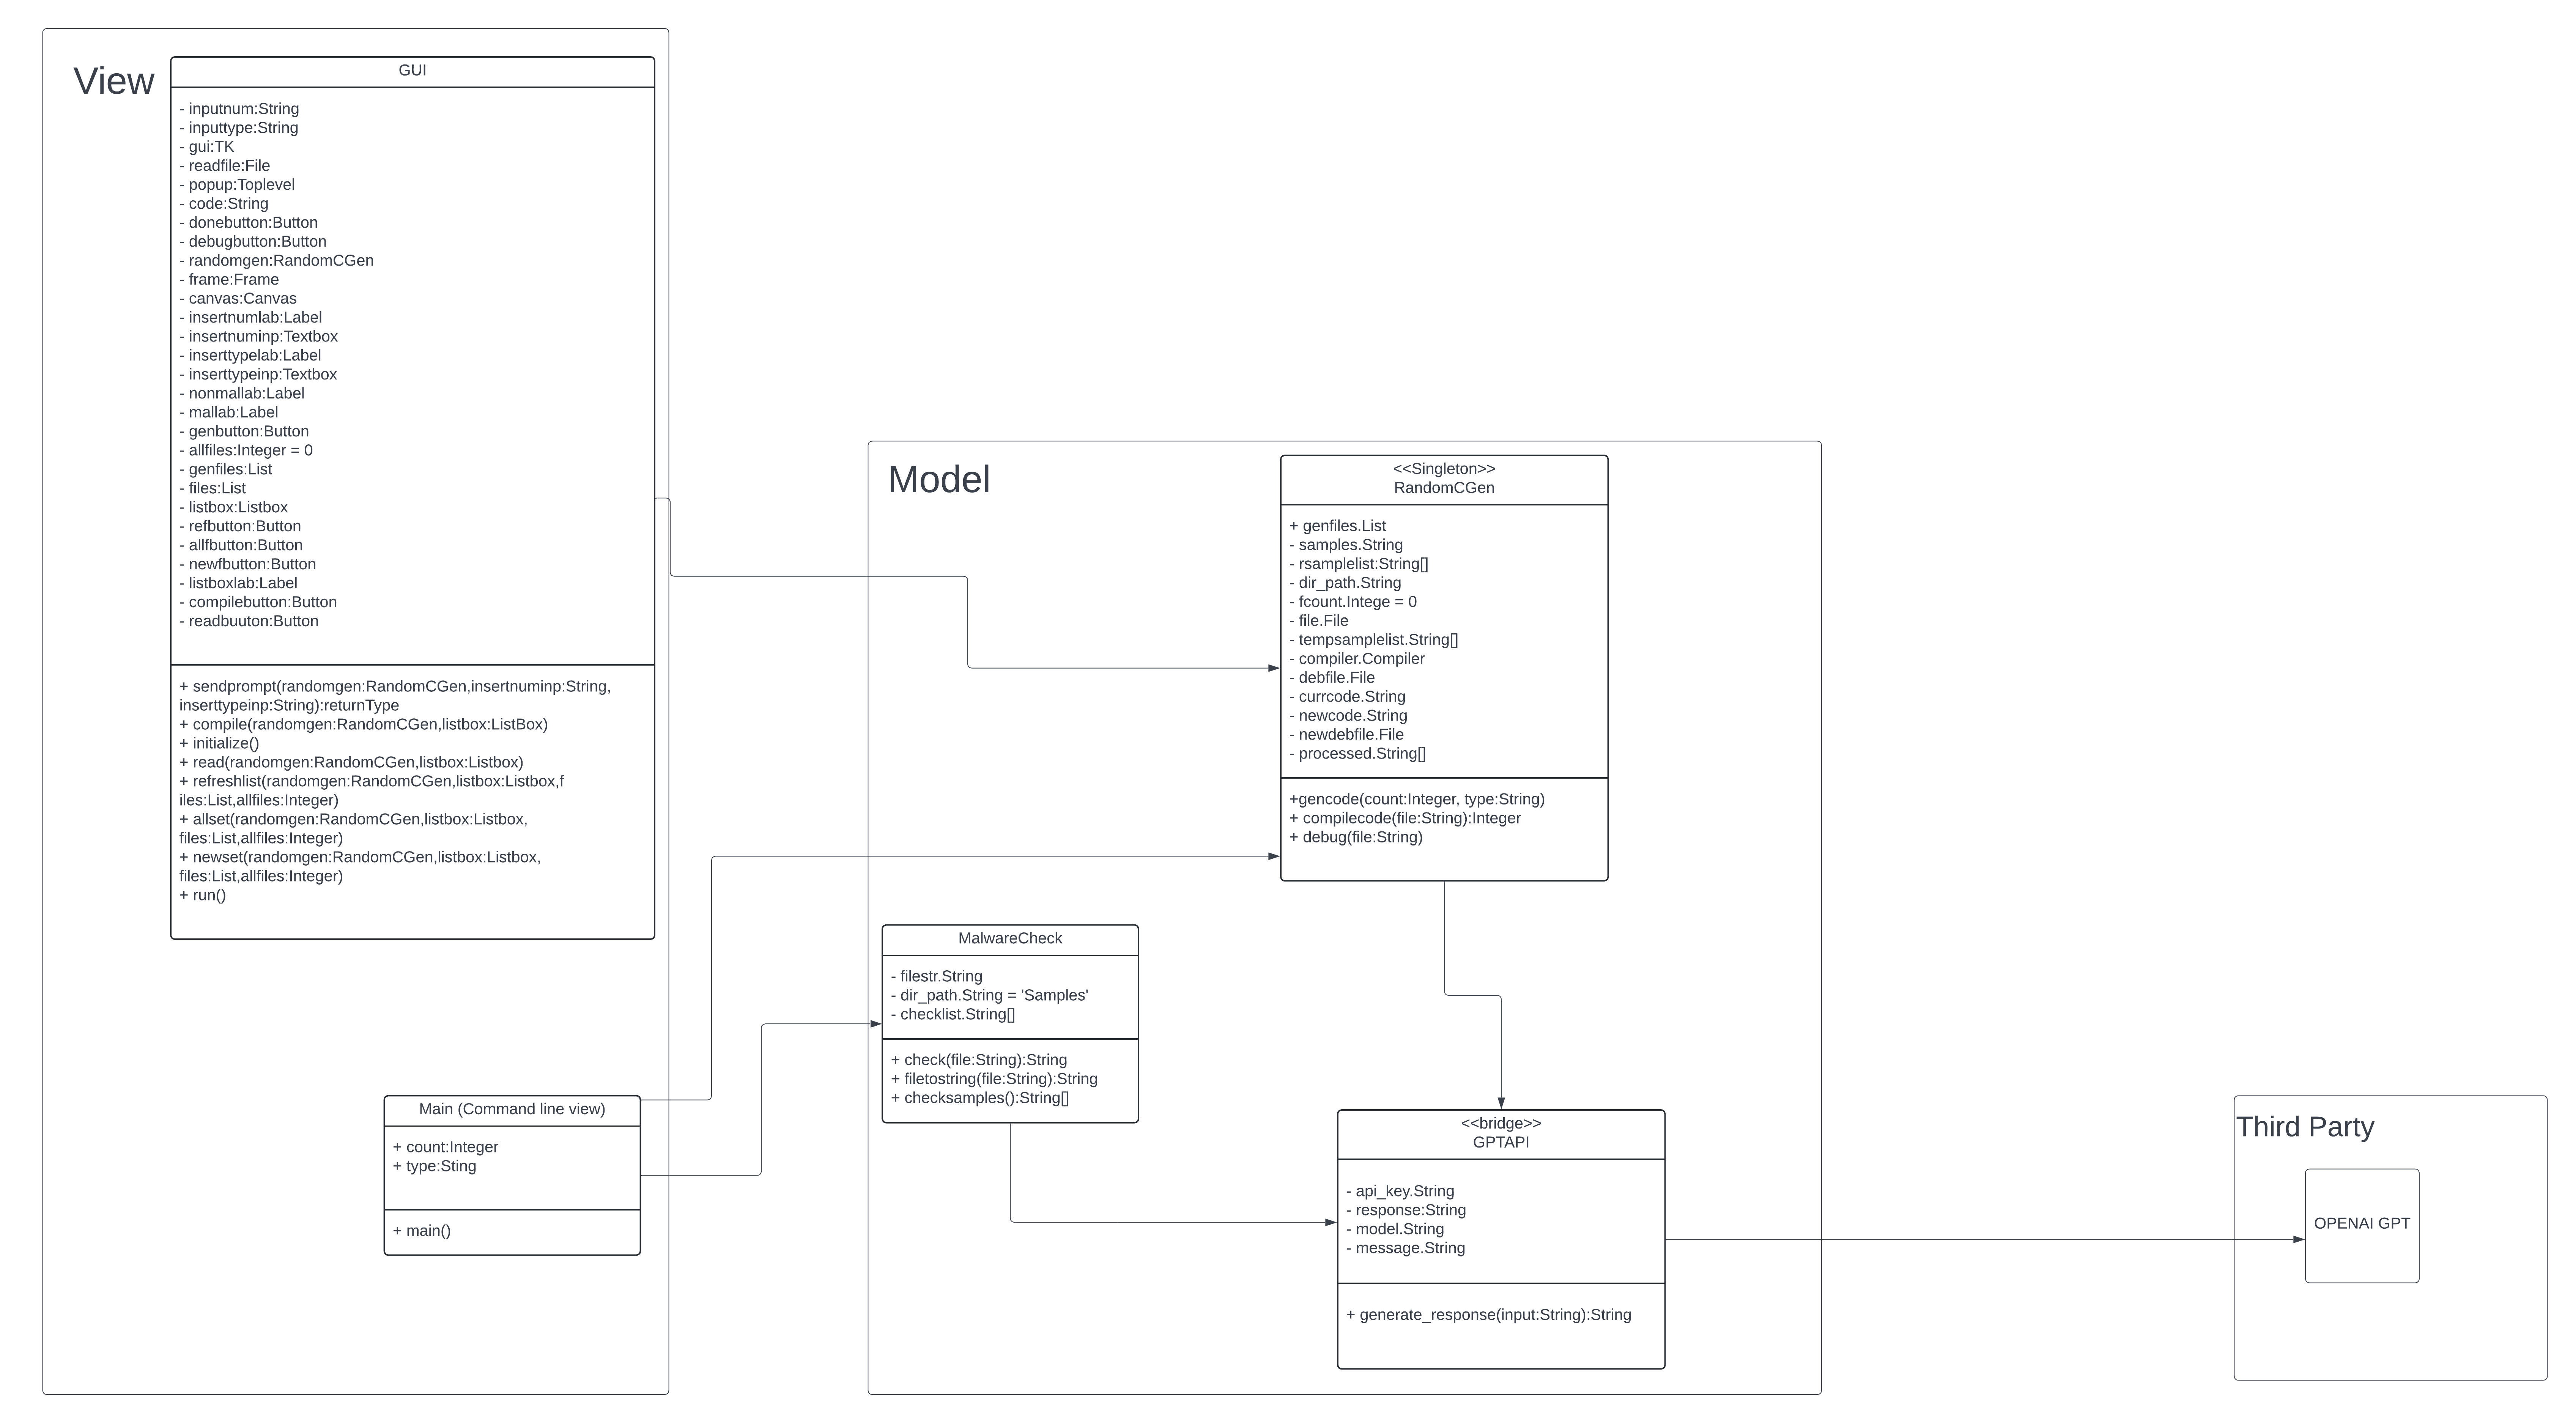 View
GUI
- inputnum:String
- inputtype:String
- gui:TK
- readfile:File
- popup:Toplevel
- code:String
- donebutton:Button
- debugbutton:Button
- randomgen:RandomCGen
- frame:Frame
- canvas:Canvas
- insertnumlab:Label
- insertnuminp:Textbox
- inserttypelab:Label
- inserttypeinp:Textbox
- nonmallab:Label
- mallab:Label
- genbutton:Button
- allfiles:Integer = 0
- genfiles:List
- files:List
- listbox:Listbox
- refbutton:Button
- allfbutton:Button
- newfbutton:Button
- listboxlab:Label
- compilebutton:Button
- readbuuton:Button
+ sendprompt(randomgen:RandomCGen,insertnuminp:String,
inserttypeinp:String):returnType
+ compile(randomgen:RandomCGen,listbox:ListBox)
+ initialize()
+ read(randomgen:RandomCGen,listbox:Listbox)
+ refreshlist(randomgen:RandomCGen,listbox:Listbox,f
iles:List,allfiles:Integer)
+ allset(randomgen:RandomCGen,listbox:Listbox,
files:List,allfiles:Integer)
+ newset(randomgen:RandomCGen,listbox:Listbox,
files:List,allfiles:Integer)
+ run()
Main (Command line view)
+ count:Integer
+ type:Sting
+ main()
Model
<<Singleton>>
RandomCGen
+ genfiles.List
- samples.String
- rsamplelist:String[]
- dir_path.String
- fcount.Intege = 0
- file.File
- tempsamplelist.String[]
- compiler.Compiler
- debfile.File
- currcode.String
- newcode.String
- newdebfile.File
- processed.String[]
+gencode(count:Integer, type:String)
+ compilecode(file:String):Integer
+ debug(file:String)
MalwareCheck
- filestr.String
- dir_path.String = 'Samples'
- checklist.String[]
+ check(file:String):String
+ filetostring(file:String):String
+ checksamples():String[]
<<bridge>>
GPTAPI
- api_key.String
- response:String
- model.String
- message.String
+ generate_response(input:String):String
Third Party
OPENAI GPT